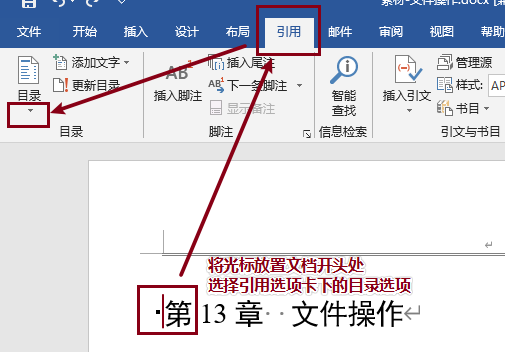 素材-文件操作.docx [兼
文件 开始 插入 设计 布局 引用 邮件 审阅 视图 帮助
添加文字 AB¹ 插入尾注 管理源
更新目录 AB 下一条脚注 样式: AP
目录 插入脚注 显示备注 智能 查找 插入引文 书目
目录 脚注 信息检索 引文与书目
将光标放置文档开头处
选择引用选项卡下的目录选项
第 13 章 文件操作